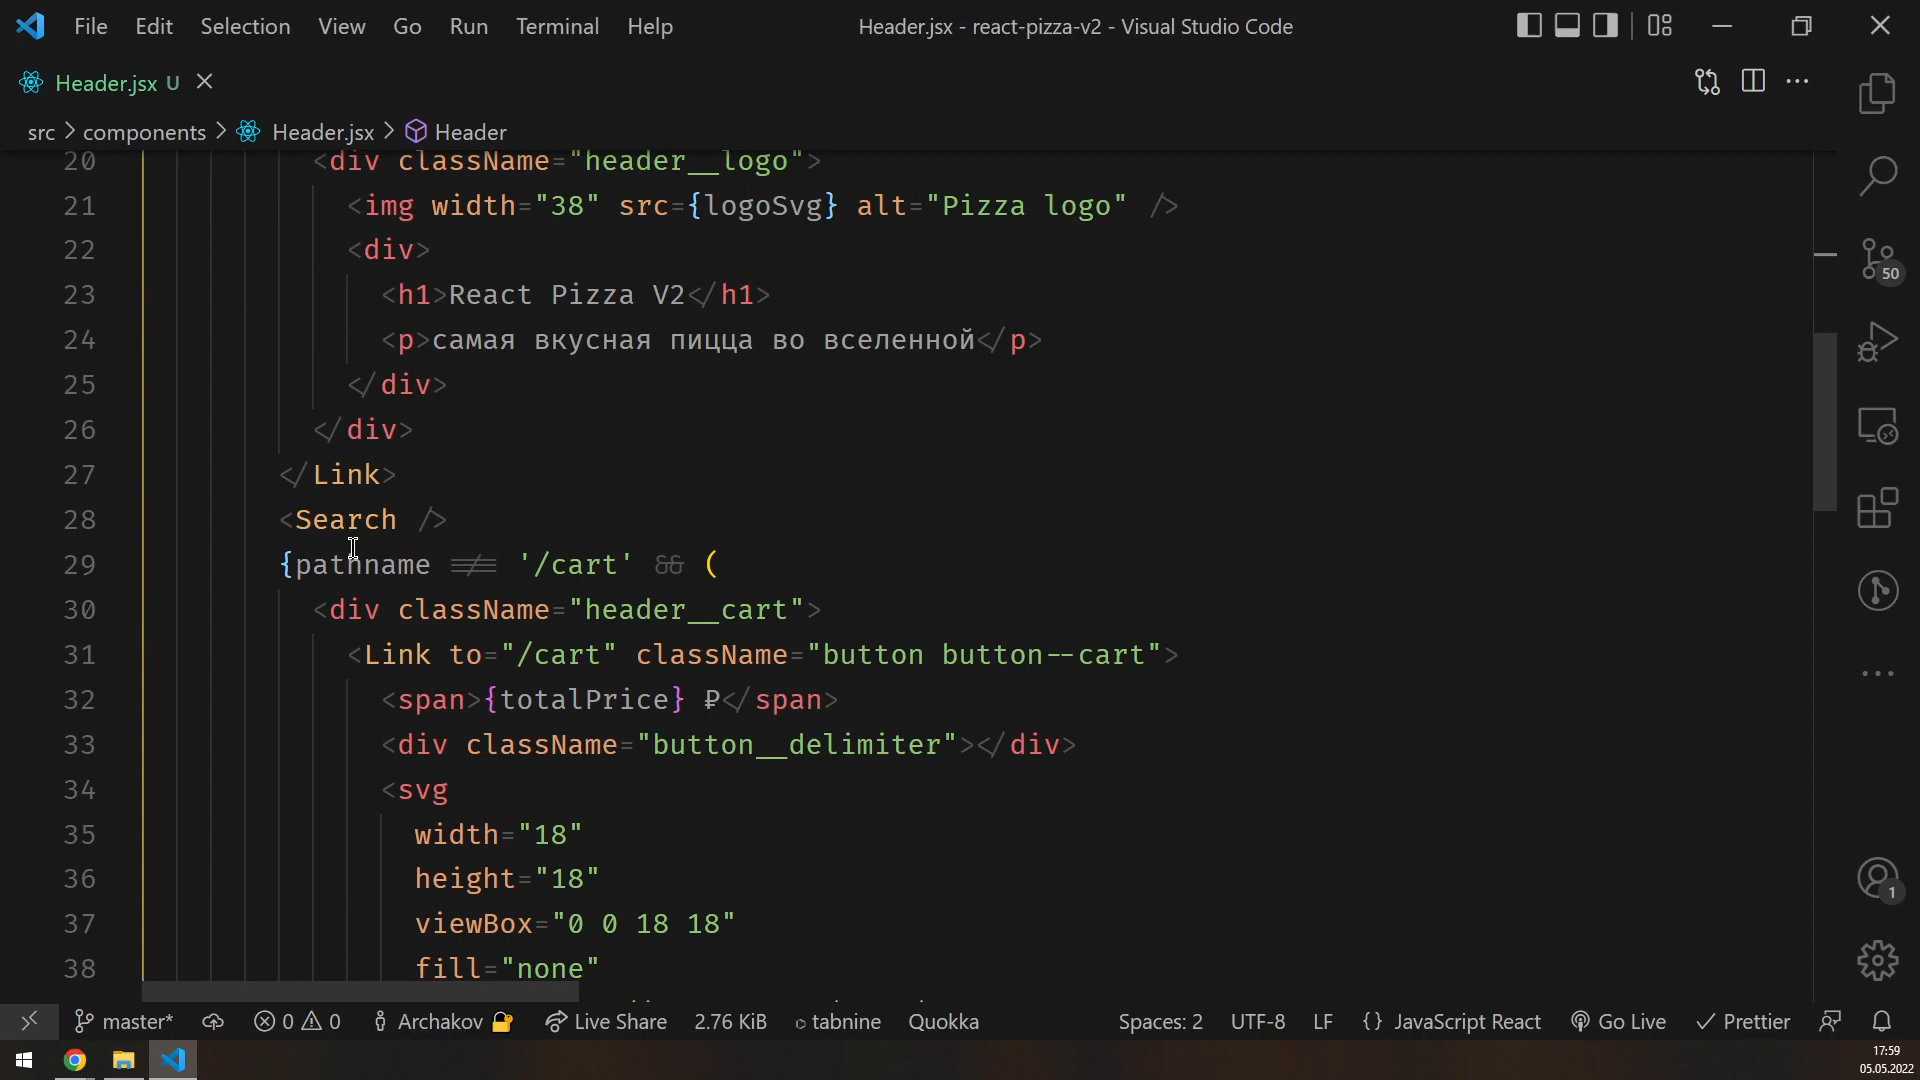 File Edit Selection View Go Run Terminal Help
Header.jsx - react-pizza-v2 - Visual Studio Code
Header.jsx U
src > components > Header.jsx > Header
20 <div className="header__logo">
21 <img width="38" src={logoSvg} alt="Pizza logo" />
22 <div>
23 <h1>React Pizza V2</h1>
24 <p>самая вкусная пицца во вселенной</p>
25 </div>
26 </div>
27 </Link>
28 <Search />
29 {pathname !== '/cart' && (
30 <div className="header__cart">
31 <Link to="/cart" className="button button--cart">
32 <span>{totalPrice} ₽</span>
33 <div className="button__delimiter"></div>
34 <svg
35 width="18"
36 height="18"
37 viewBox="0 0 18 18"
38 fill="none"
50
1
master* 0 0 Archakov Live Share 2.76 KiB tabnine Quokka Spaces: 2 UTF-8 LF {} JavaScript React Go Live Prettier
17:59
05.05.2022